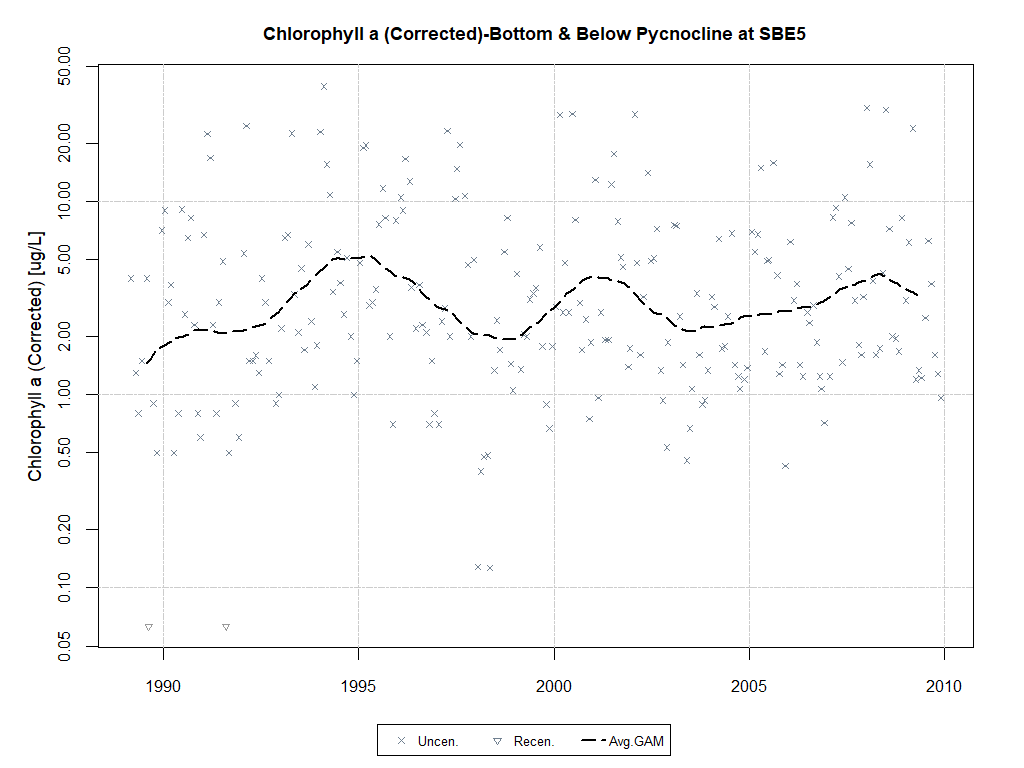 Chlorophyll a (Corrected)-Bottom & Below Pycnocline at SBE5
Chlorophyll a (Corrected) [ug/L]
50.00
20.00
10.00
5.00
2.00
1.00
0.50
0.20
0.10
0.05
1990 1995 2000 2005 2010
Uncen. Recen. Avg.GAM